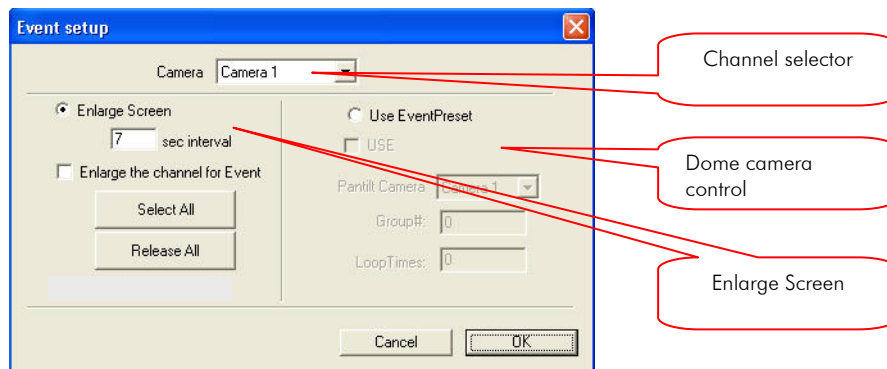 Event setup
Camera Camera 1
Enlarge Screen
7 sec interval
Enlarge the channel for Event
Select All
Release All
Use EventPreset
USE
Pantilt Camera Camera 1
Group#: 0
LoopTimes: 0
Cancel OK
Channel selector
Dome camera
control
Enlarge Screen